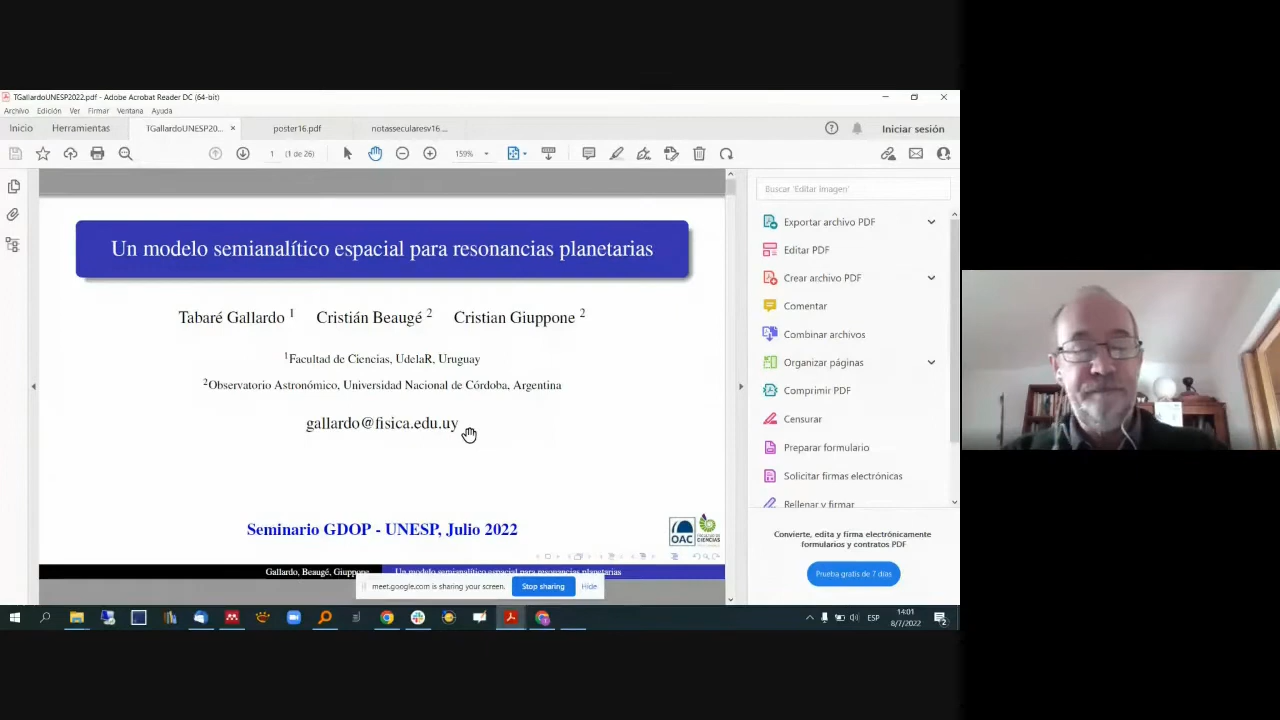 TGallardoUNESP2022.pdf - Adobe Acrobat Reader DC (64-bit)
Archivo Edición Ver Firmar Ventana Ayuda
Inicio Herramientas TGallardoUNESP20... poster16.pdf notasseculaersv16... Iniciar sesión
1 (1 de 26) 159%
Buscar 'Editar imagen'
Exportar archivo PDF
Editar PDF
Crear archivo PDF
Comentar
Combinar archivos
Organizar páginas
Comprimir PDF
Censurar
Preparar formulario
Solicitar firmas electrónicas
Rellenar y firmar
Convierte, edita y firma electrónicamente
formularios y contratos PDF
Prueba gratis de 7 días
Un modelo semianalítico espacial para resonancias planetarias
Tabaré Gallardo 1 Cristián Beaugé 2 Cristian Giuppone 2
1Facultad de Ciencias, UdelaR, Uruguay
2Observatorio Astronómico, Universidad Nacional de Córdoba, Argentina
gallardo@fisica.edu.uy
Seminario GDOP - UNESP, Julio 2022
OAC
CIENCIAS
Gallardo, Beaugé, Giuppone Un modelo semianalítico espacial para resonancias planetarias
meet.google.com is sharing your screen. Stop sharing Hide
ESP
14:01
8/7/2022